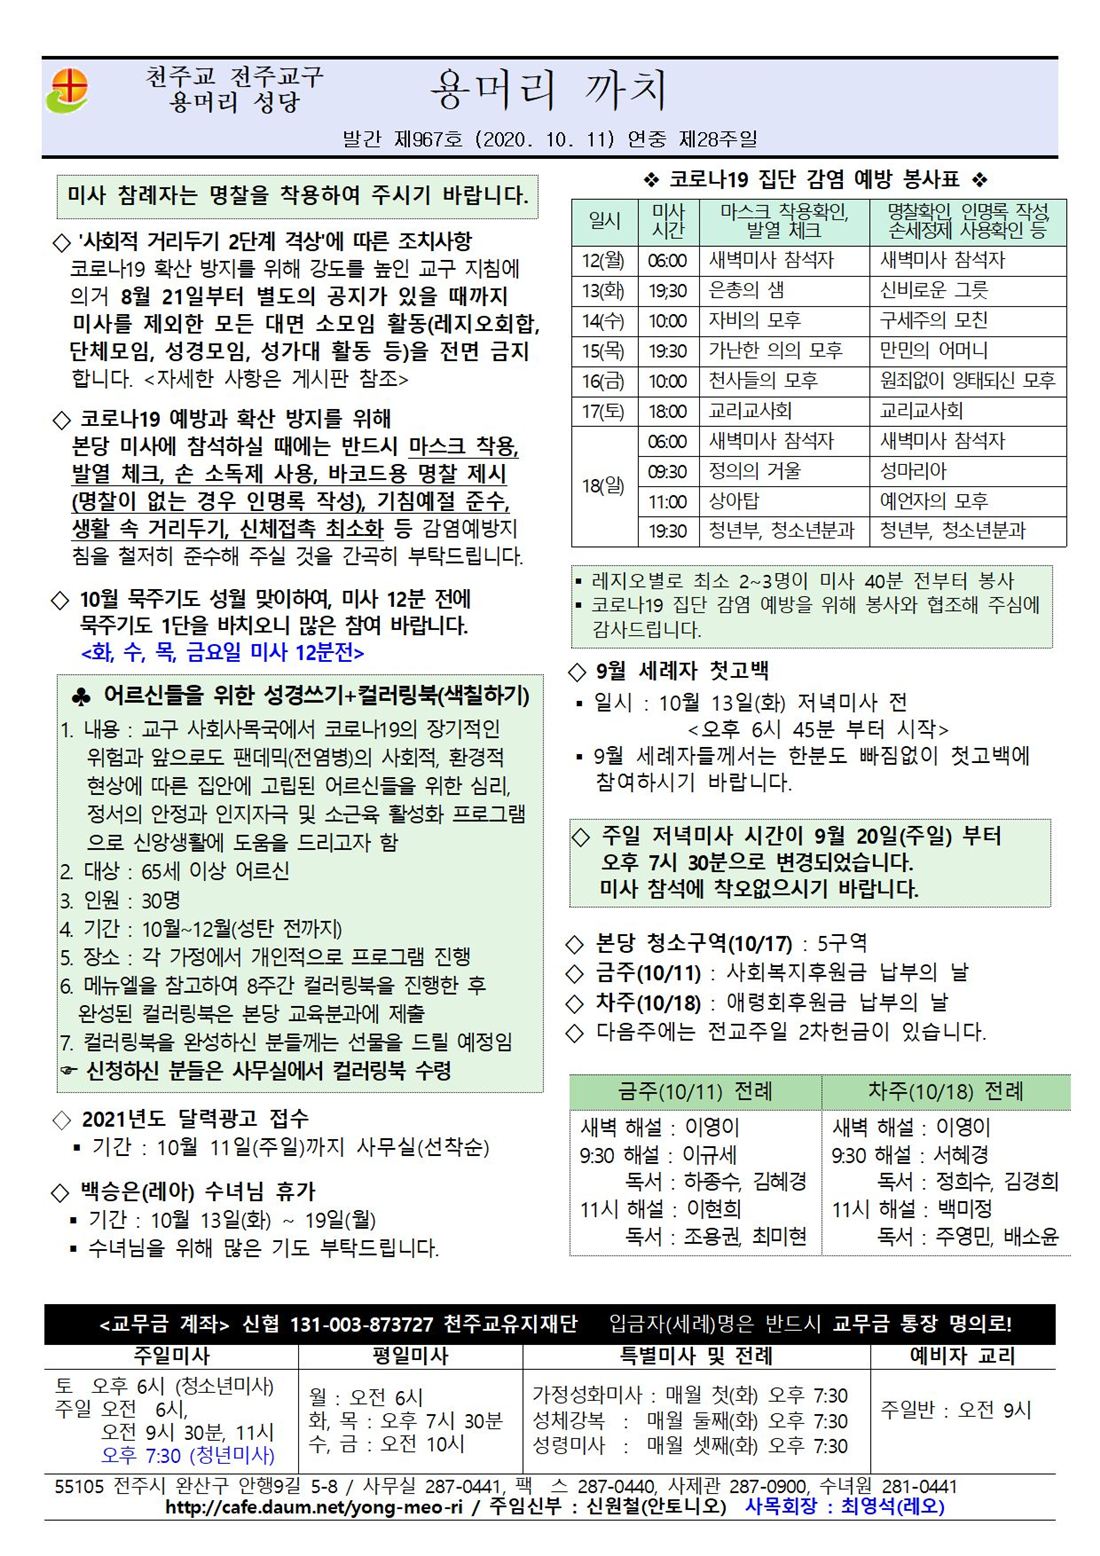 천주교 전주교구
용머리 성당
용머리 까치
발간 제967호 (2020. 10. 11) 연중 제28주일
미사 참례자는 명찰을 착용하여 주시기 바랍니다.
◇ '사회적 거리두기 2단계 격상'에 따른 조치사항
코로나19 확산 방지를 위해 강도를 높인 교구 지침에
의거 8월 21일부터 별도의 공지가 있을 때까지
미사를 제외한 모든 대면 소모임 활동(레지오회합,
단체모임, 성경모임, 성가대 활동 등)을 전면 금지
합니다. <자세한 사항은 게시판 참조>
◇ 코로나19 예방과 확산 방지를 위해
본당 미사에 참석하실 때에는 반드시 마스크 착용,
발열 체크, 손 소독제 사용, 바코드용 명찰 제시
(명찰이 없는 경우 인명록 작성), 기침예절 준수,
생활 속 거리두기, 신체접촉 최소화 등 감염예방지
침을 철저히 준수해 주실 것을 간곡히 부탁드립니다.
◇ 10월 묵주기도 성월 맞이하여, 미사 12분 전에
묵주기도 1단을 바치오니 많은 참여 바랍니다.
<화, 수, 목, 금요일 미사 12분전>
♣ 어르신들을 위한 성경쓰기+컬러링북(색칠하기)
1. 내용 : 교구 사회사목국에서 코로나19의 장기적인
위험과 앞으로도 팬데믹(전염병)의 사회적, 환경적
현상에 따른 집안에 고립된 어르신들을 위한 심리,
정서의 안정과 인지자극 및 소근육 활성화 프로그램
으로 신앙생활에 도움을 드리고자 함
2. 대상 : 65세 이상 어르신
3. 인원 : 30명
4. 기간 : 10월~12월(성탄 전까지)
5. 장소 : 각 가정에서 개인적으로 프로그램 진행
6. 메뉴엘을 참고하여 8주간 컬러링북을 진행한 후
완성된 컬러링북은 본당 교육분과에 제출
7. 컬러링북을 완성하신 분들께는 선물을 드릴 예정임
☞ 신청하신 분들은 사무실에서 컬러링북 수령
◇ 2021년도 달력광고 접수
▪ 기간 : 10월 11일(주일)까지 사무실(선착순)
◇ 백승은(레아) 수녀님 휴가
▪ 기간 : 10월 13일(화) ~ 19일(월)
▪ 수녀님을 위해 많은 기도 부탁드립니다.
❖ 코로나19 집단 감염 예방 봉사표 ❖
일시 미사 시간 마스크 착용확인, 발열 체크 명찰확인, 인명록 작성, 손세정제 사용확인 등
12(월) 06:00 새벽미사 참석자 새벽미사 참석자
13(화) 19;30 은총의 샘 신비로운 그릇
14(수) 10:00 자비의 모후 구세주의 모친
15(목) 19:30 가난한 의의 모후 만민의 어머니
16(금) 10:00 천사들의 모후 원죄없이 잉태되신 모후
17(토) 18:00 교리교사회 교리교사회
18(일) 06:00 새벽미사 참석자 새벽미사 참석자
09:30 정의의 거울 성마리아
11:00 상아탑 예언자의 모후
19:30 청년부, 청소년분과 청년부, 청소년분과
▪ 레지오별로 최소 2~3명이 미사 40분 전부터 봉사
▪ 코로나19 집단 감염 예방을 위해 봉사와 협조해 주심에
감사드립니다.
◇ 9월 세례자 첫고백
▪ 일시 : 10월 13일(화) 저녁미사 전
<오후 6시 45분 부터 시작>
▪ 9월 세례자들께서는 한분도 빠짐없이 첫고백에
참여하시기 바랍니다.
◇ 주일 저녁미사 시간이 9월 20일(주일) 부터
오후 7시 30분으로 변경되었습니다.
미사 참석에 착오없으시기 바랍니다.
◇ 본당 청소구역(10/17) : 5구역
◇ 금주(10/11) : 사회복지후원금 납부의 날
◇ 차주(10/18) : 애령회후원금 납부의 날
◇ 다음주에는 전교주일 2차헌금이 있습니다.
금주(10/11) 전례
새벽 해설 : 이영이
9:30 해설 : 이규세
독서 : 하종수, 김혜경
11시 해설 : 이현희
독서 : 조용권, 최미현
차주(10/18) 전례
새벽 해설 : 이영이
9:30 해설 : 서혜경
독서 : 정희수, 김경희
11시 해설 : 백미정
독서 : 주영민, 배소윤
<교무금 계좌> 신협 131-003-873727 천주교유지재단 입금자(세례)명은 반드시 교무금 통장 명의로!
주일미사
토 오후 6시 (청소년미사)
주일 오전 6시,
오전 9시 30분, 11시
오후 7:30 (청년미사)
평일미사
월 : 오전 6시
화, 목 : 오후 7시 30분
수, 금 : 오전 10시
특별미사 및 전례
가정성화미사 : 매월 첫(화) 오후 7:30
성체강복 : 매월 둘째(화) 오후 7:30
성령미사 : 매월 셋째(화) 오후 7:30
예비자 교리
주일반 : 오전 9시
55105 전주시 완산구 안행9길 5-8 / 사무실 287-0441, 팩 스 287-0440, 사제관 287-0900, 수녀원 281-0441
http://cafe.daum.net/yong-meo-ri / 주임신부 : 신원철(안토니오) 사목회장 : 최영석(레오)